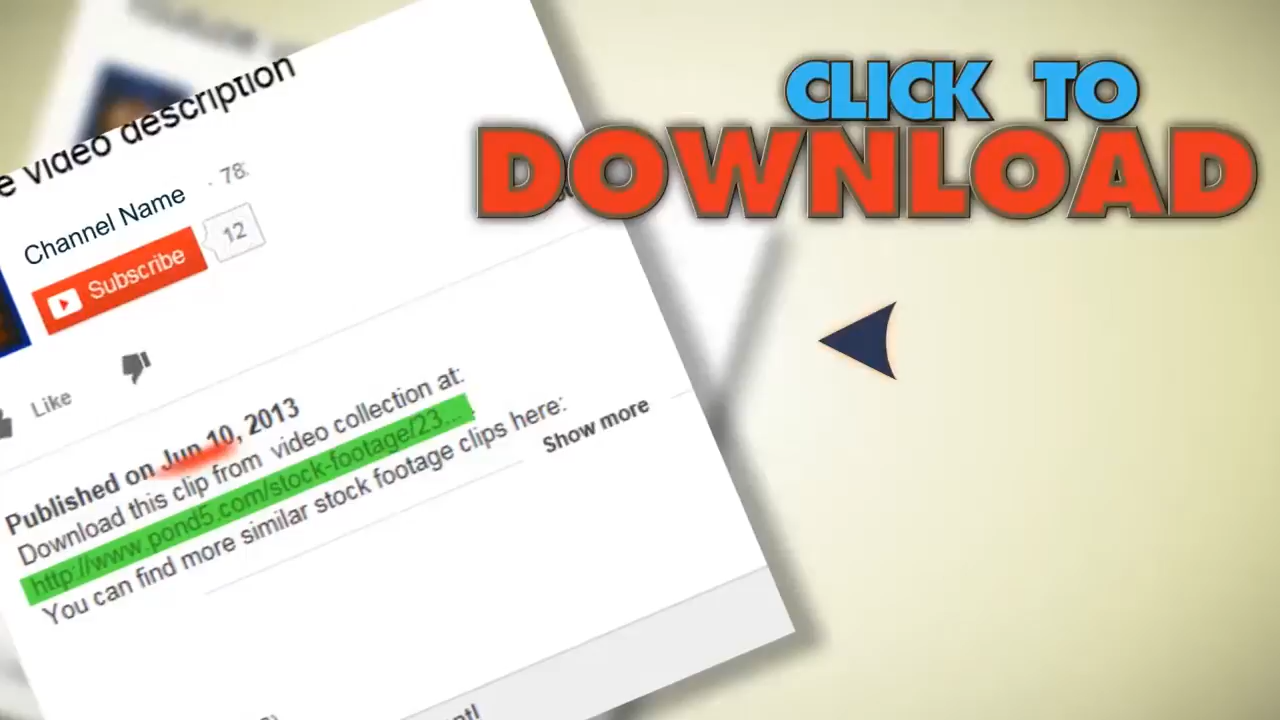 CLICK TO
DOWNLOAD
e video description
Channel Name
78
Subscribe
12
Like
Published on Jun 10, 2013
Download this clip from video collection at:
http://www.pond5.com/stock-footage/23...
You can find more similar stock footage clips here:
Show more